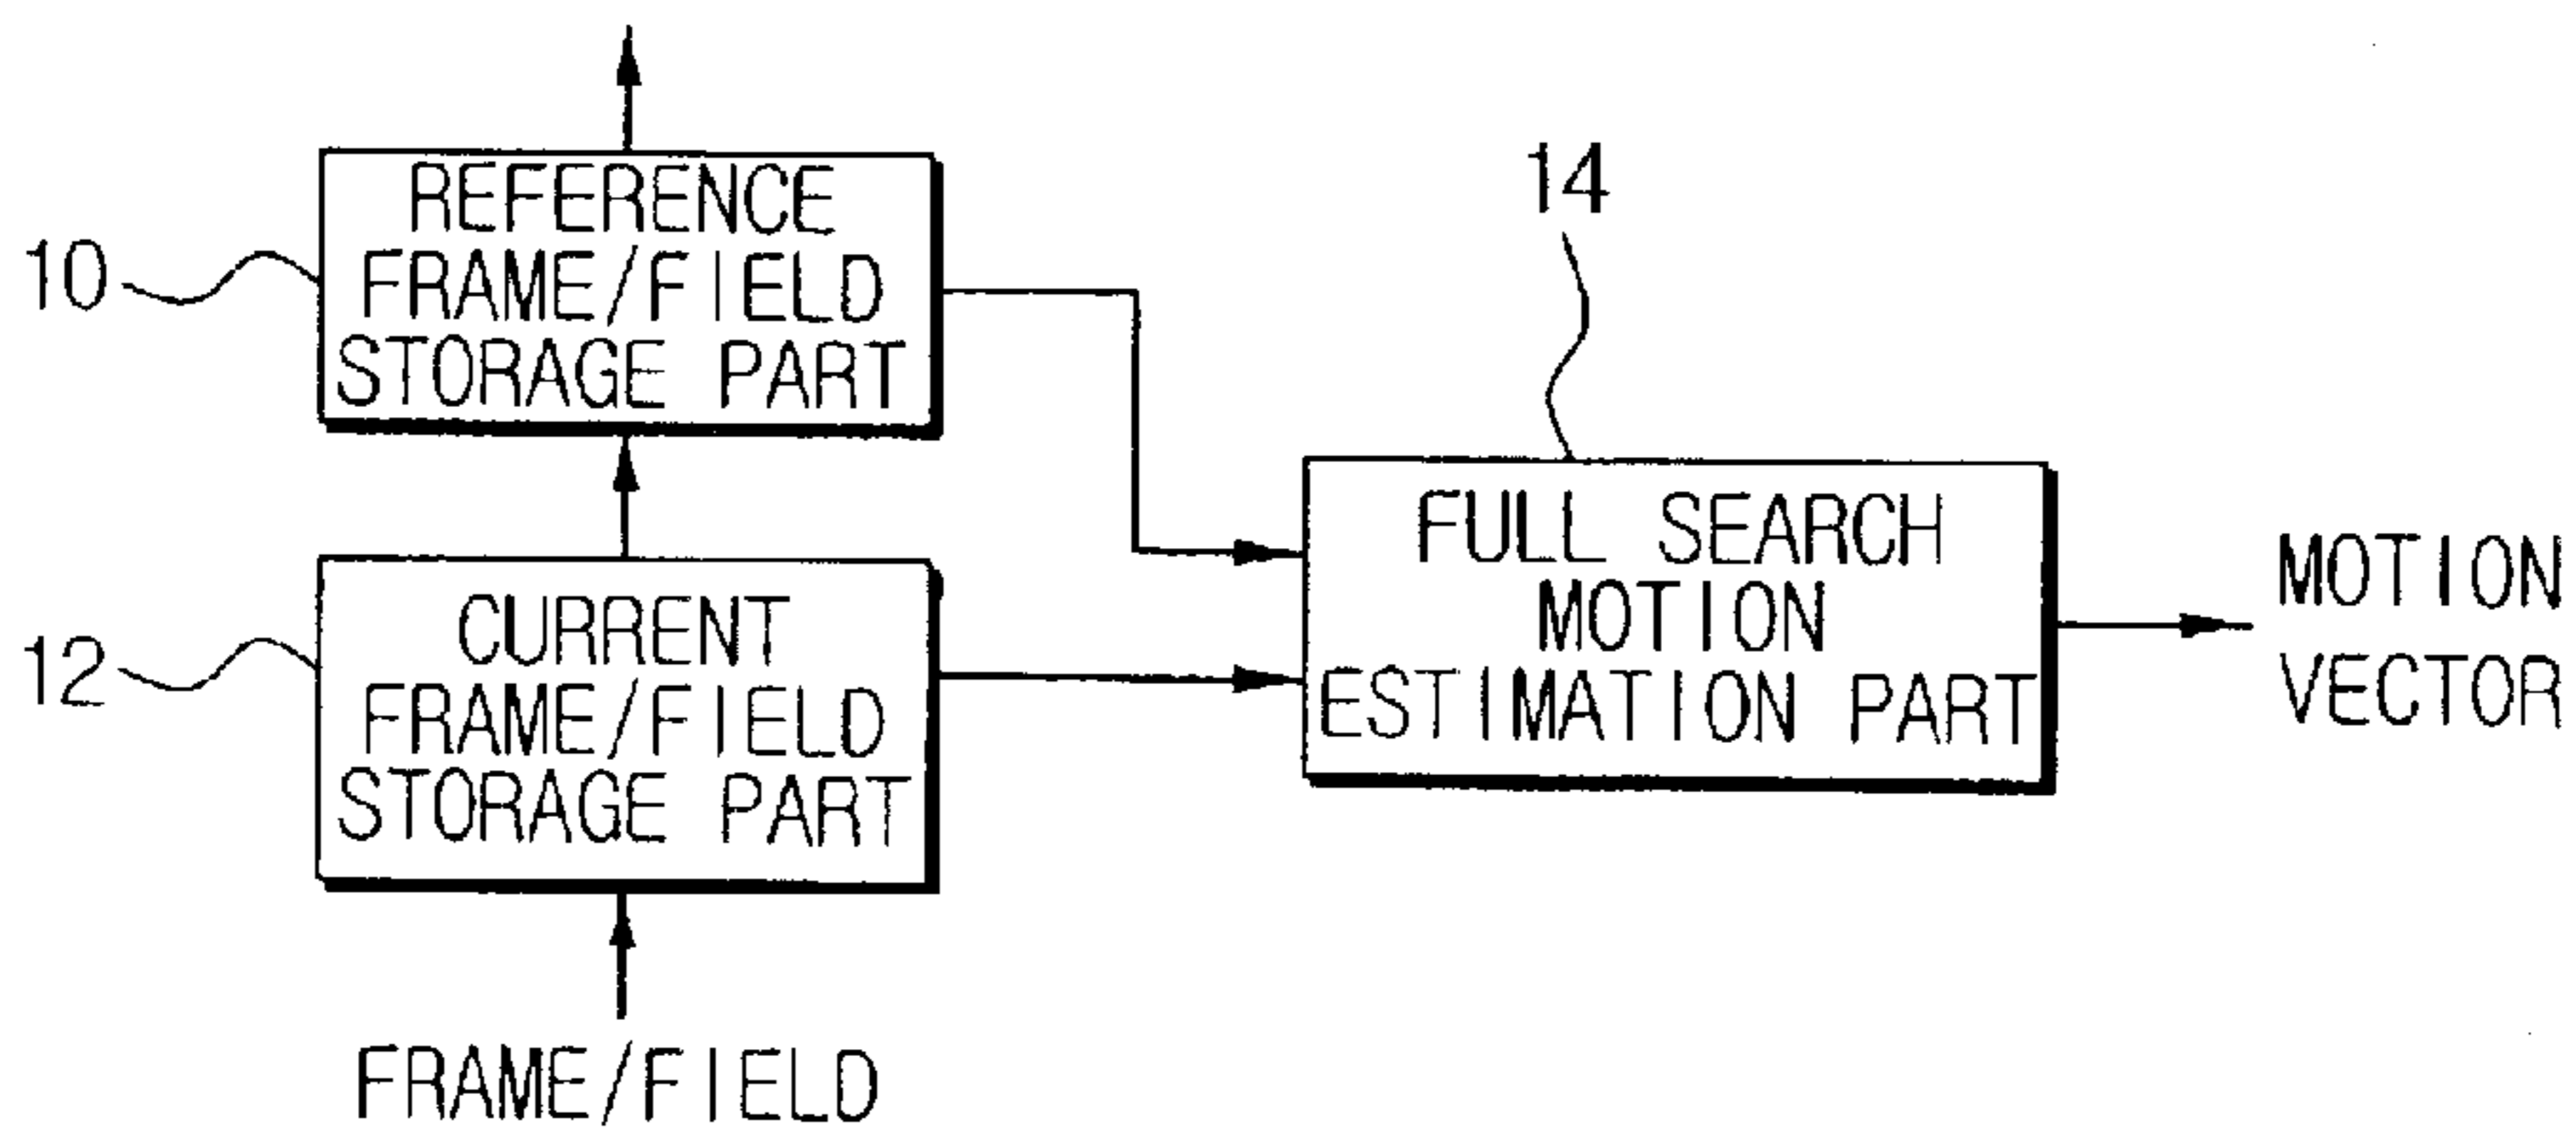 10
REFERENCE
FRAME/FIELD
STORAGE PART
12
CURRENT
FRAME/FIELD
STORAGE PART
FRAME/FIELD
14
FULL SEARCH
MOTION
ESTIMATION PART
MOTION
VECTOR